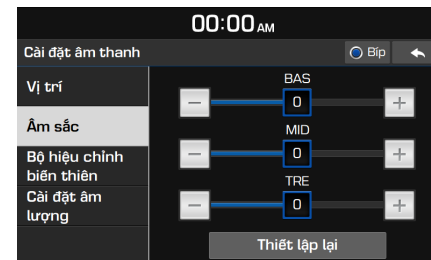 00:00 AM
Cài đặt âm thanh
Bíp
Vị trí
Âm sắc
Bộ hiệu chỉnh
biến thiên
Cài đặt âm
lượng
BAS
0
MID
0
TRE
0
Thiết lập lại